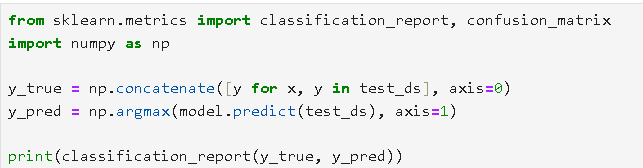 from sklearn.metrics import classification_report, confusion_matrix
import numpy as np
y_true = np.concatenate([y for x, y in test_ds], axis=0)
y_pred = np.argmax(model.predict(test_ds), axis=1)
print(classification_report(y_true, y_pred))